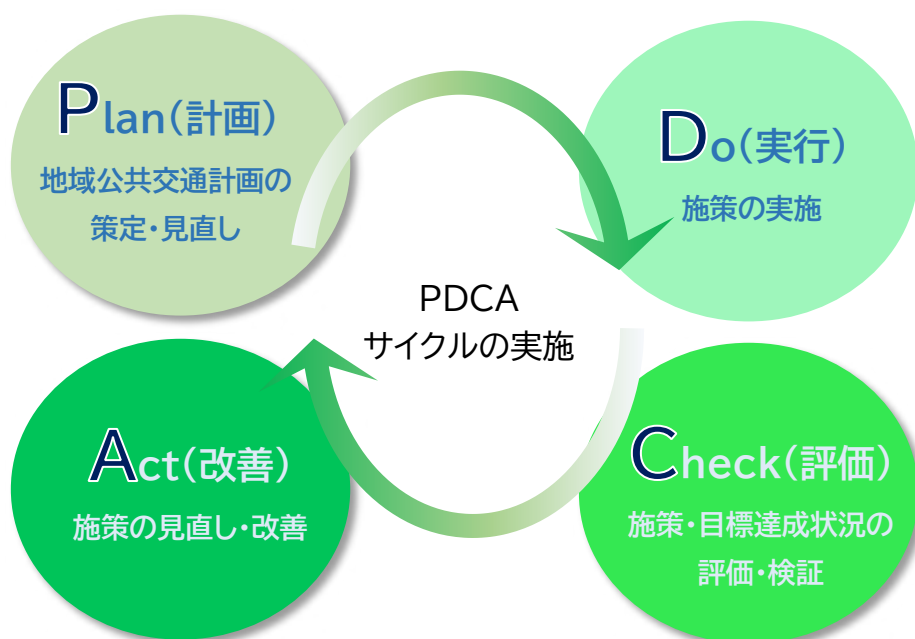 Plan(計画)
地域公共交通計画の
策定・見直し
Do(実行)
施策の実施
PDCA
サイクルの実施
Act(改善)
施策の見直し・改善
Check(評価)
施策・目標達成状況の
評価・検証